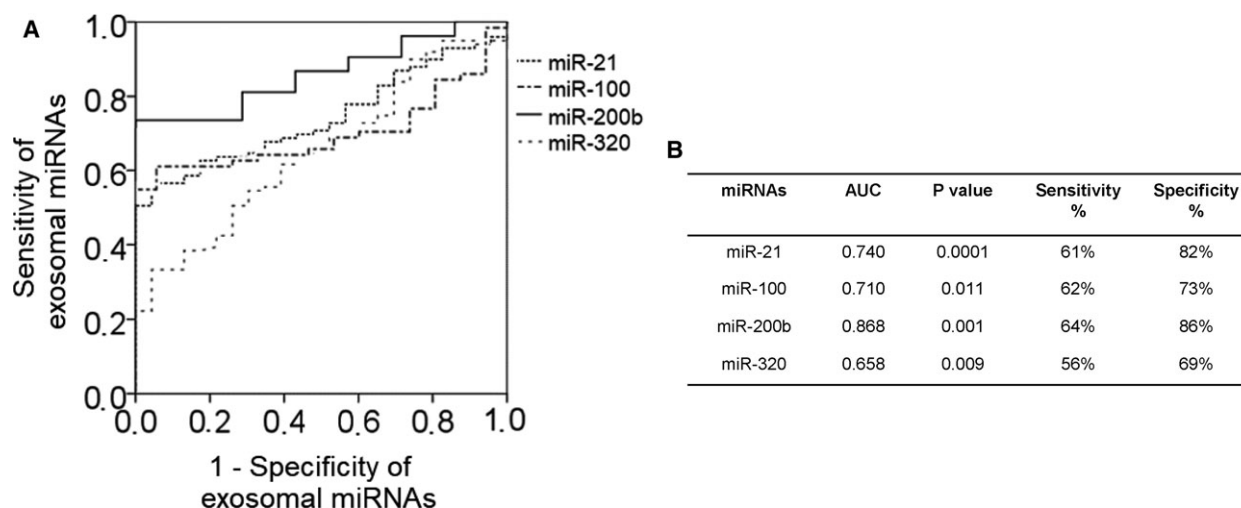 A
Sensitivity of
exosomal miRNAs
1.0
0.8
0.6
0.4
0.2
0.0
0.0 0.2 0.4 0.6 0.8 1.0
1 - Specificity of
exosomal miRNAs
miR-21
miR-100
miR-200b
miR-320
B
miRNAs AUC P value Sensitivity % Specificity %
miR-21 0.740 0.0001 61% 82%
miR-100 0.710 0.011 62% 73%
miR-200b 0.868 0.001 64% 86%
miR-320 0.658 0.009 56% 69%